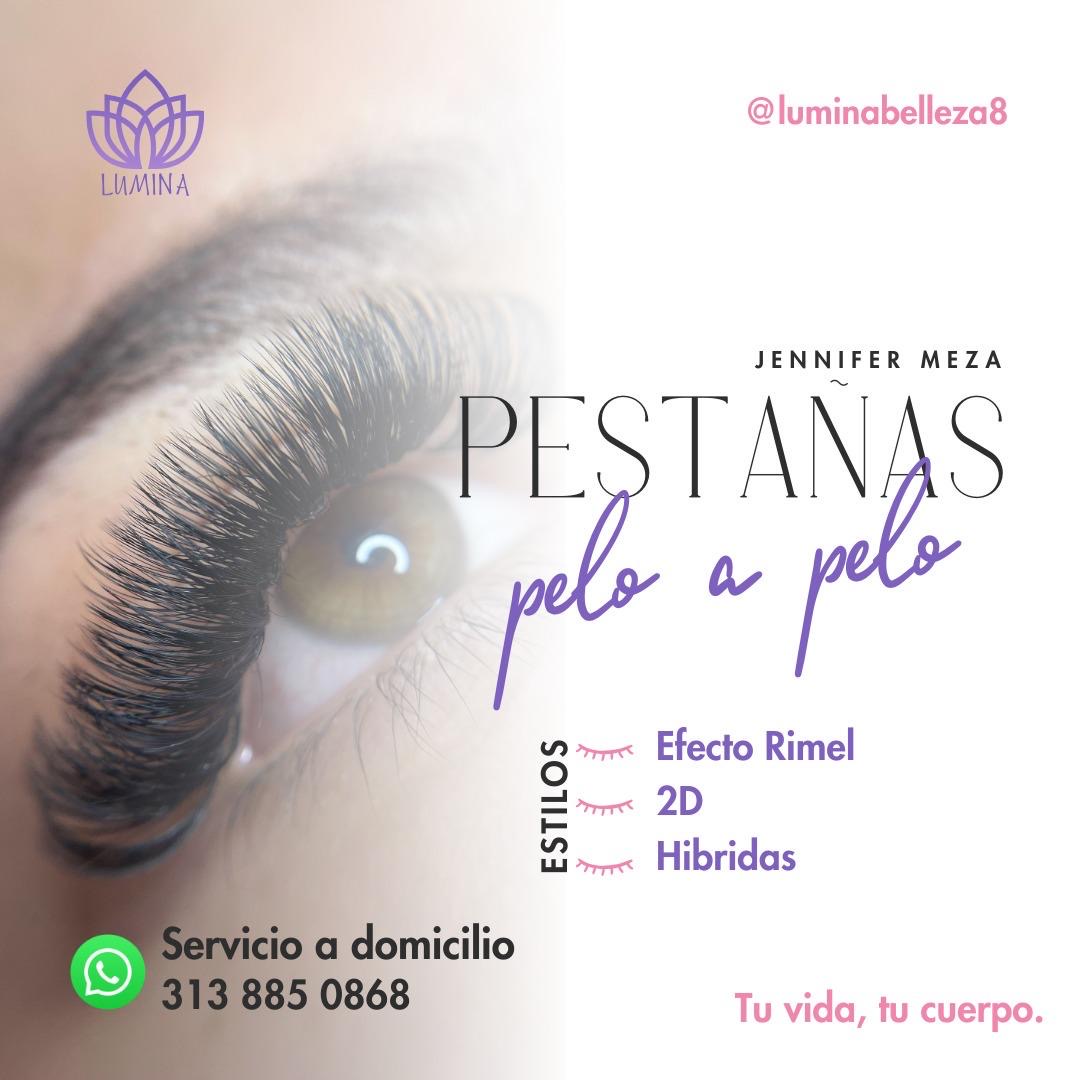 LUMINA
@luminabelleza8
JENNIFER MEZA
PESTAÑAS
pelo a pelo
ESTILOS
Efecto Rimel
2D
Hibridas
Servicio a domicilio
313 885 0868
Tu vida, tu cuerpo.